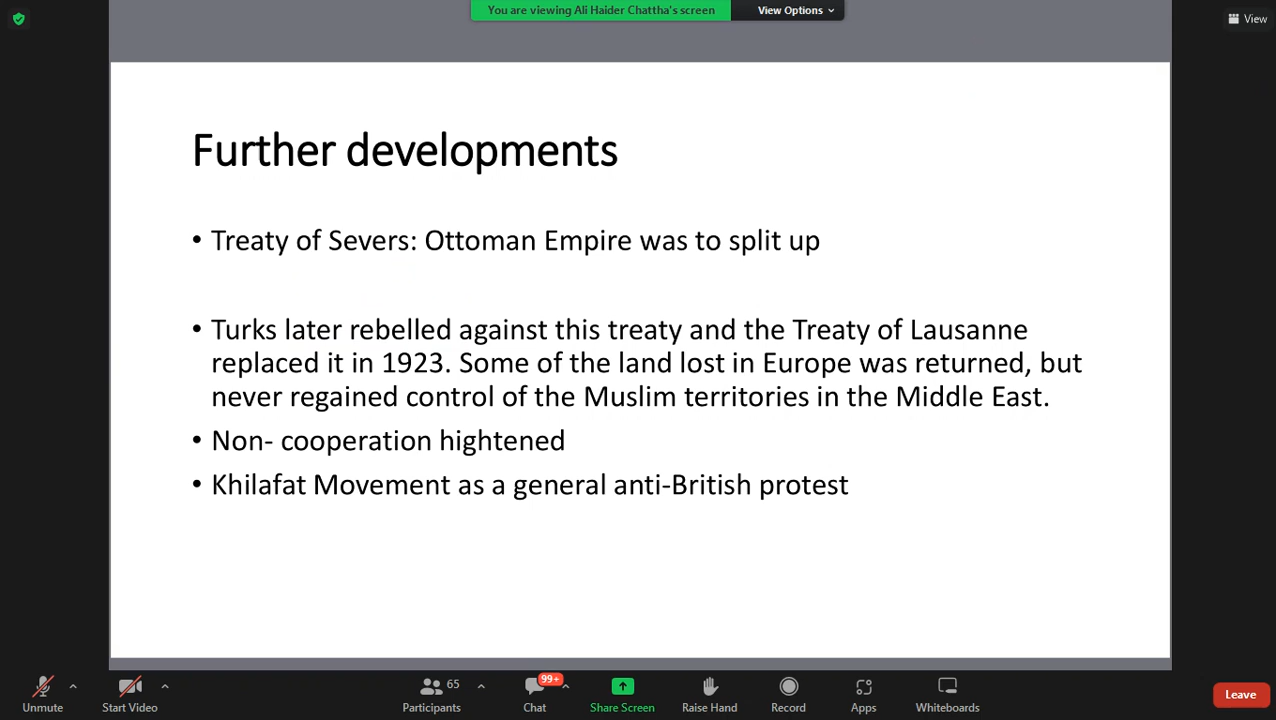 You are viewing Ali Haider Chattha's screen
View Options
View
Further developments
• Treaty of Severs: Ottoman Empire was to split up
• Turks later rebelled against this treaty and the Treaty of Lausanne
replaced it in 1923. Some of the land lost in Europe was returned, but
never regained control of the Muslim territories in the Middle East.
• Non- cooperation hightened
• Khilafat Movement as a general anti-British protest
65
99+
Unmute
Start Video
Participants
Chat
Share Screen
Raise Hand
Record
Apps
Whiteboards
Leave